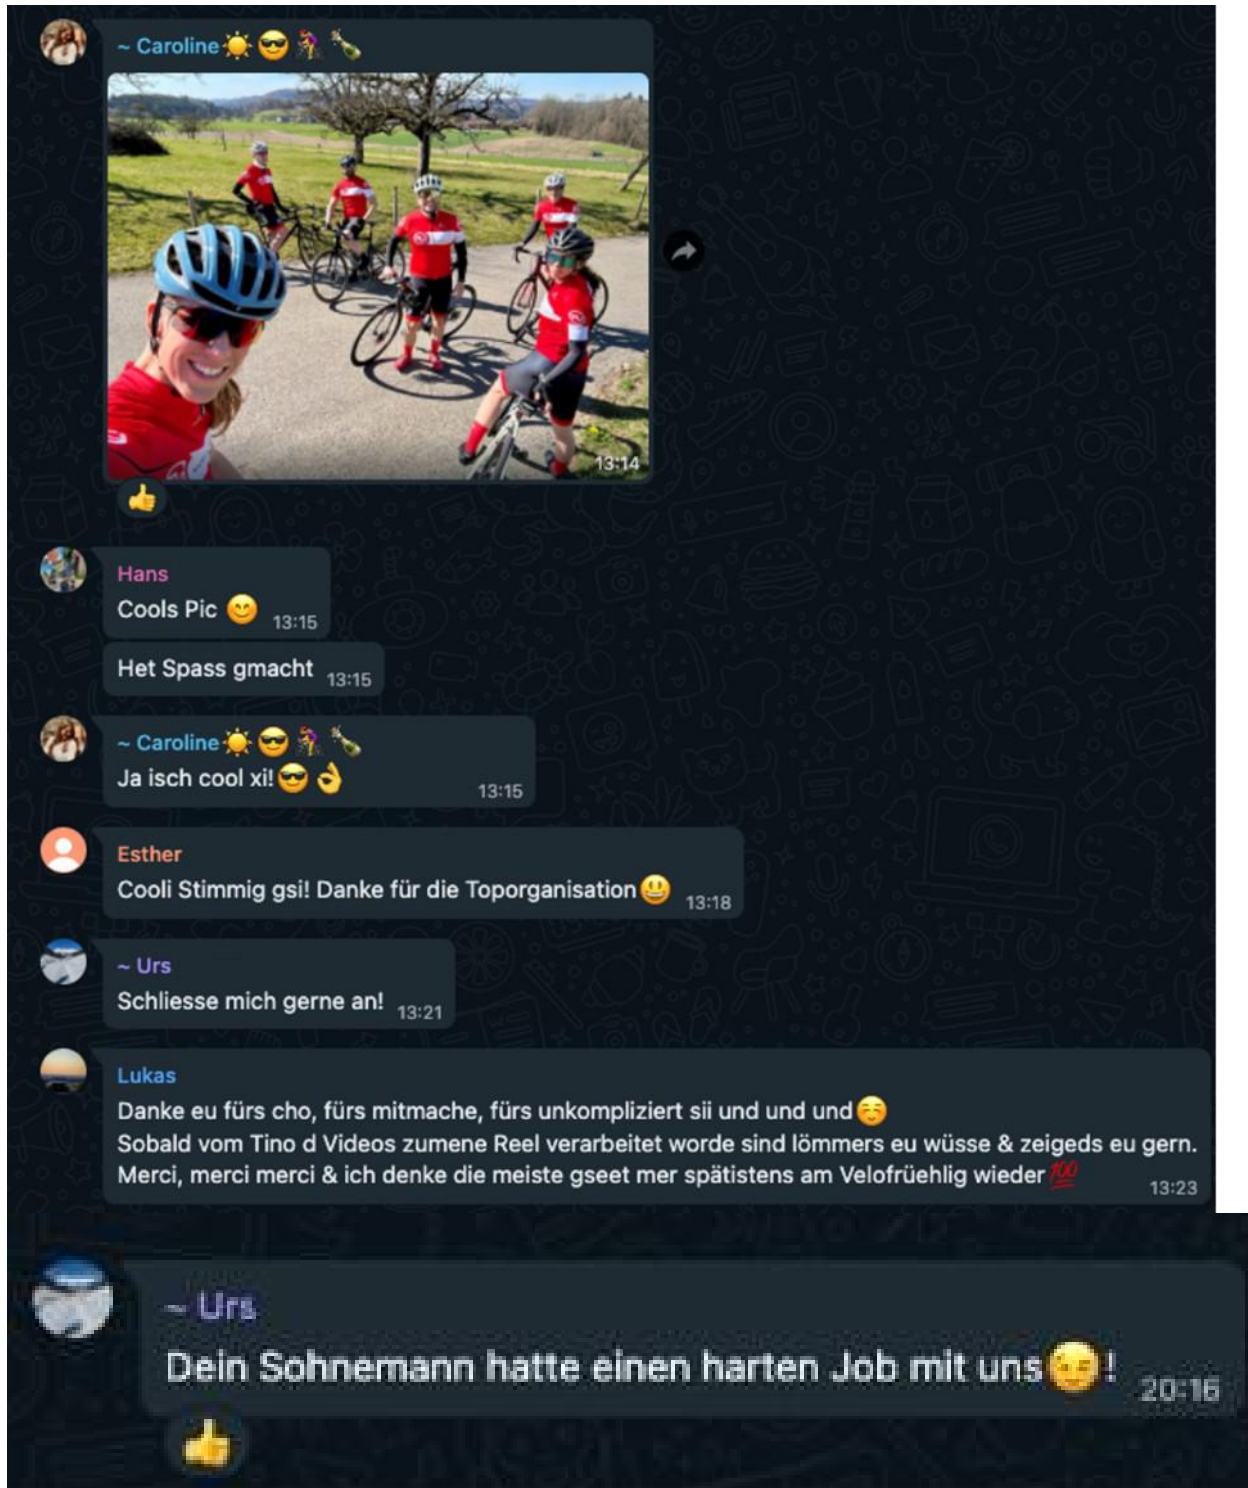 ~ Caroline☀️😎💃🍾
13:14
👍
Hans
Cools Pic 😊 13:15
Het Spass gmacht 13:15
~ Caroline☀️😎💃🍾
Ja isch cool xi!😎👌 13:15
Esther
Cooli Stimmig gsi! Danke für die Toporganisation😃 13:18
~ Urs
Schliesse mich gerne an! 13:21
Lukas
Danke eu fürs cho, fürs mitmache, fürs unkompliziert sii und und und☺️
Sobald vom Tino d Videos zumene Reel verarbeitet worde sind lömmers eu wüsse & zeigeds eu gern.
Merci, merci merci & ich denke die meiste gseet mer spätistens am Velofrüehlig wieder💯 13:23
~ Urs
Dein Sohnemann hatte einen harten Job mit uns😉! 20:16
👍